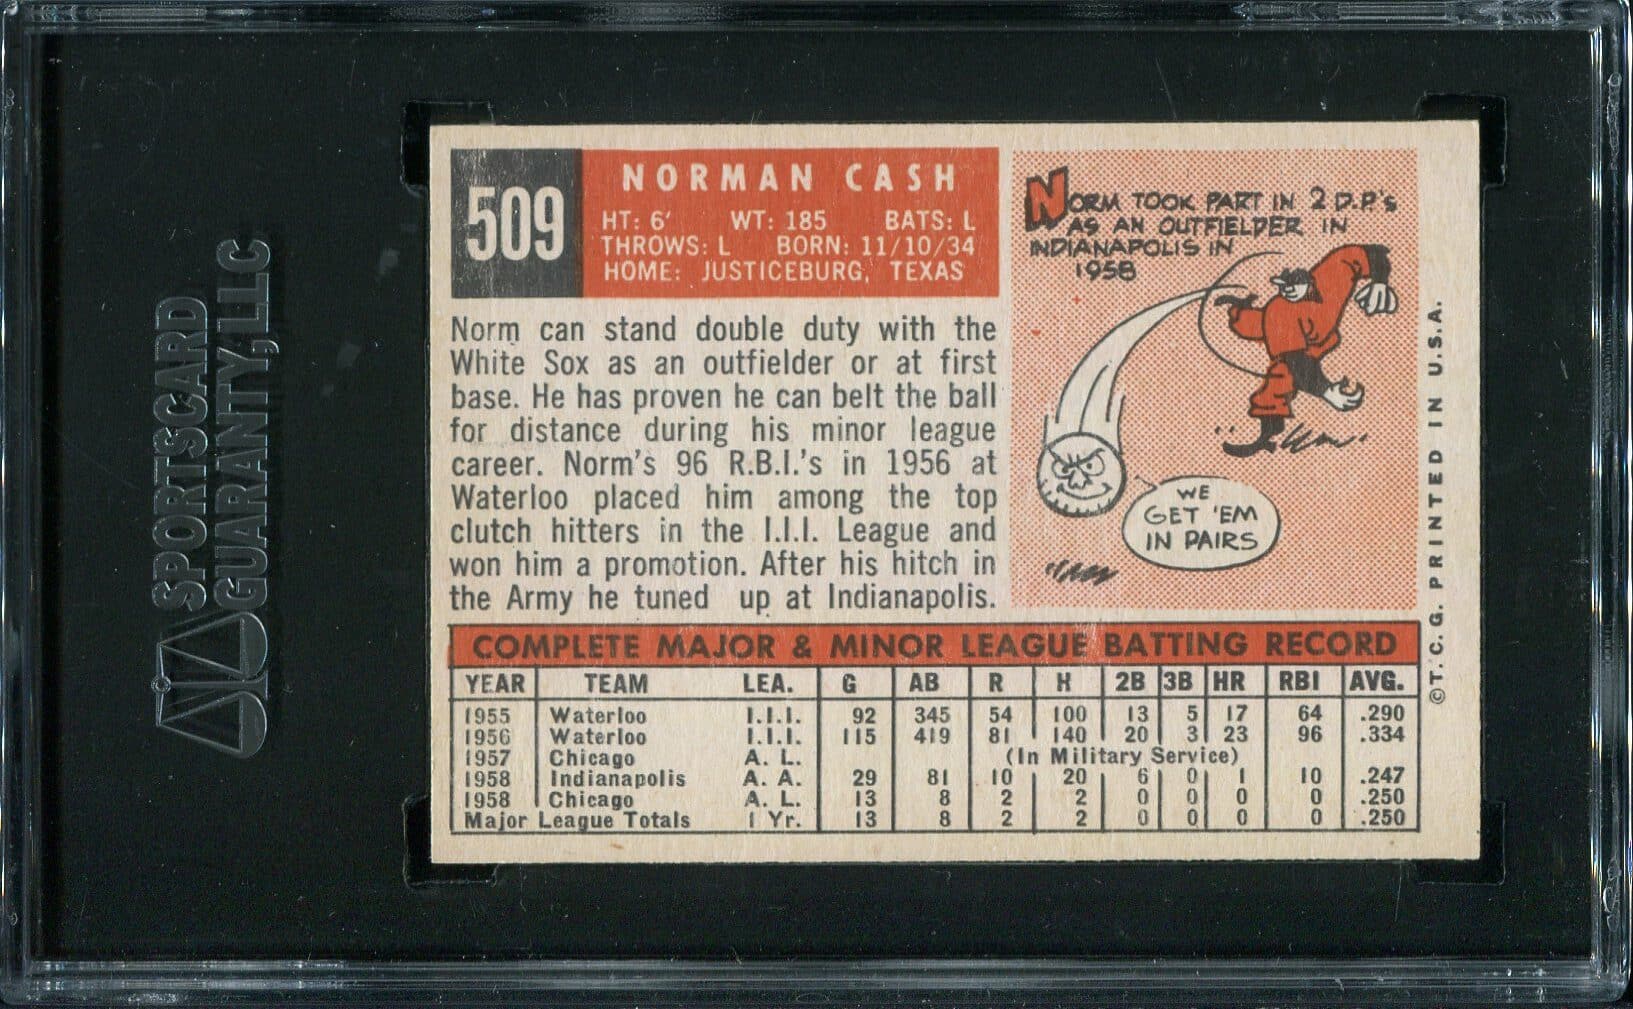 SPORTSCARD
GUARANTY, LLC
509
NORMAN CASH
HT: 6' WT: 185 BATS: L
THROWS: L BORN: 11/10/34
HOME: JUSTICEBURG, TEXAS
NORM TOOK PART IN 2 D.P.'s
AS AN OUTFIELDER IN
INDIANAPOLIS IN
1958
WE
GET 'EM
IN PAIRS
Norm can stand double duty with the
White Sox as an outfielder or at first
base. He has proven he can belt the ball
for distance during his minor league
career. Norm's 96 R.B.I.'s in 1956 at
Waterloo placed him among the top
clutch hitters in the I.I.I. League and
won him a promotion. After his hitch in
the Army he tuned up at Indianapolis.
COMPLETE MAJOR & MINOR LEAGUE BATTING RECORD
YEAR TEAM LEA. G AB R H 2B 3B HR RBI AVG.
1955 Waterloo I.I.I. 92 345 54 100 13 5 17 64 .290
1956 Waterloo I.I.I. 115 419 81 140 20 3 23 96 .334
1957 Chicago A. L. (In Military Service)
1958 Indianapolis A. A. 29 81 10 20 6 0 1 10 .247
1958 Chicago A. L. 13 8 2 2 0 0 0 0 .250
Major League Totals 1 Yr. 13 8 2 2 0 0 0 0 .250
©T.C.G. PRINTED IN U.S.A.